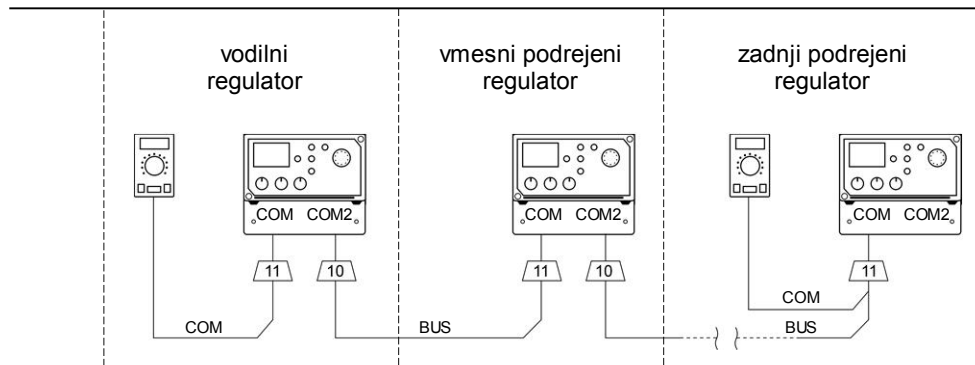 vodilni
regulator
vmesni podrejeni
regulator
zadnji podrejeni
regulator
COM COM2
COM COM2
COM COM2
11 10
11 10
11
COM
COM
BUS
BUS